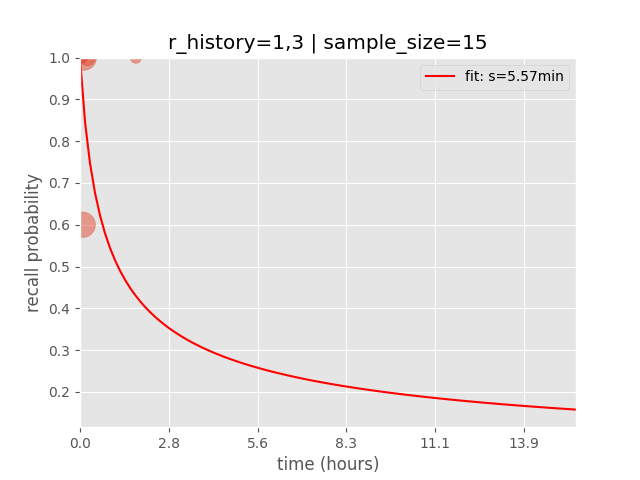 r_history=1,3 | sample_size=15
fit: s=5.57min
1.0
0.9
0.8
0.7
0.6
0.5
0.4
0.3
0.2
recall probability
0.0 2.8 5.6 8.3 11.1 13.9
time (hours)